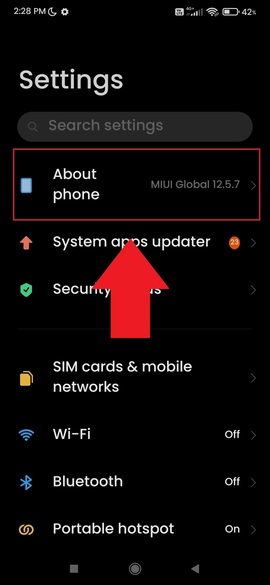 2:28 PM
4G+
42%
Settings
Search settings
About
phone
MIUI Global 12.5.7
System apps updater
23
Security
SIM cards & mobile
networks
Wi-Fi
Off
Bluetooth
Off
Portable hotspot
On